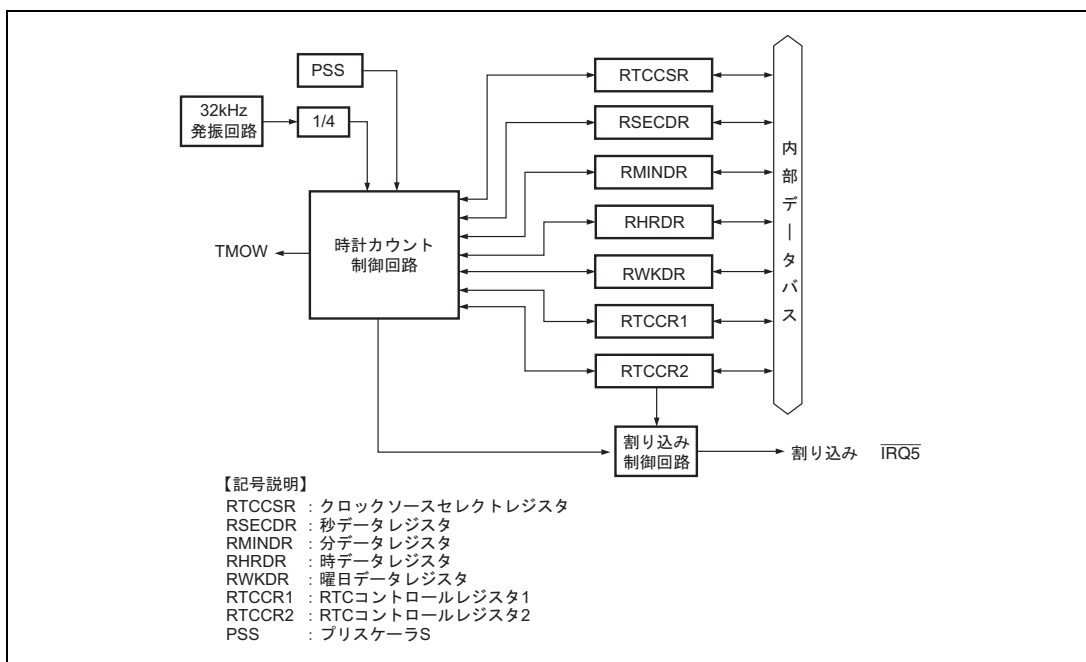 PSS
32kHz
発振回路
1/4
時計カウント
制御回路
TMOW
RTCCSR
RSECDR
RMINDR
RHRDR
RWKDR
RTCCR1
RTCCR2
内部データバス
割り込み
制御回路
割り込み IRQ5
【記号説明】
RTCCSR : クロックソースセレクトレジスタ
RSECDR : 秒データレジスタ
RMINDR : 分データレジスタ
RHRDR : 時データレジスタ
RWKDR : 曜日データレジスタ
RTCCR1 : RTCコントロールレジスタ1
RTCCR2 : RTCコントロールレジスタ2
PSS : プリスケーラS